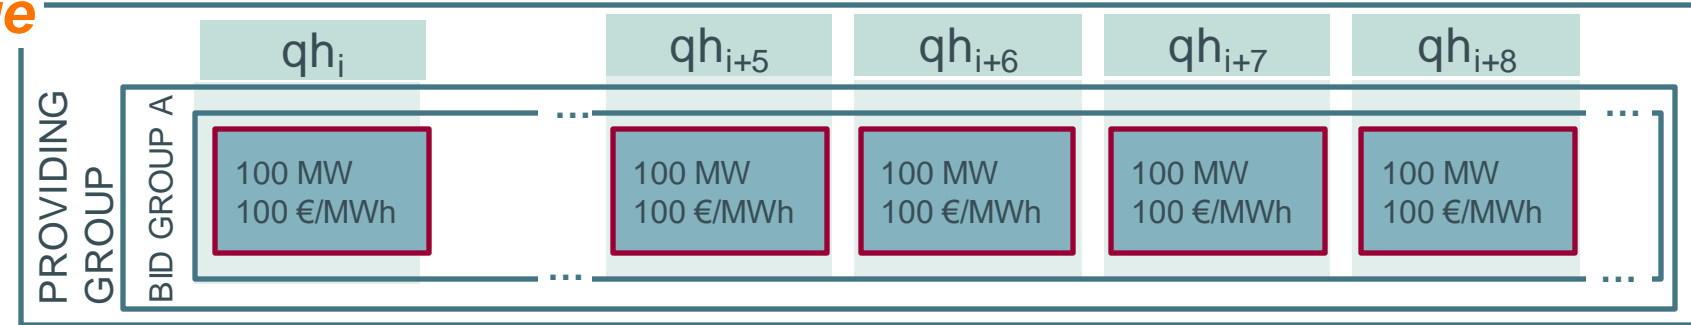 qhi qhi+5 qhi+6 qhi+7 qhi+8
PROVIDING
GROUP
BID GROUP A
... ...
100 MW 100 MW 100 MW 100 MW 100 MW
100 €/MWh 100 €/MWh 100 €/MWh 100 €/MWh 100 €/MWh
... ...